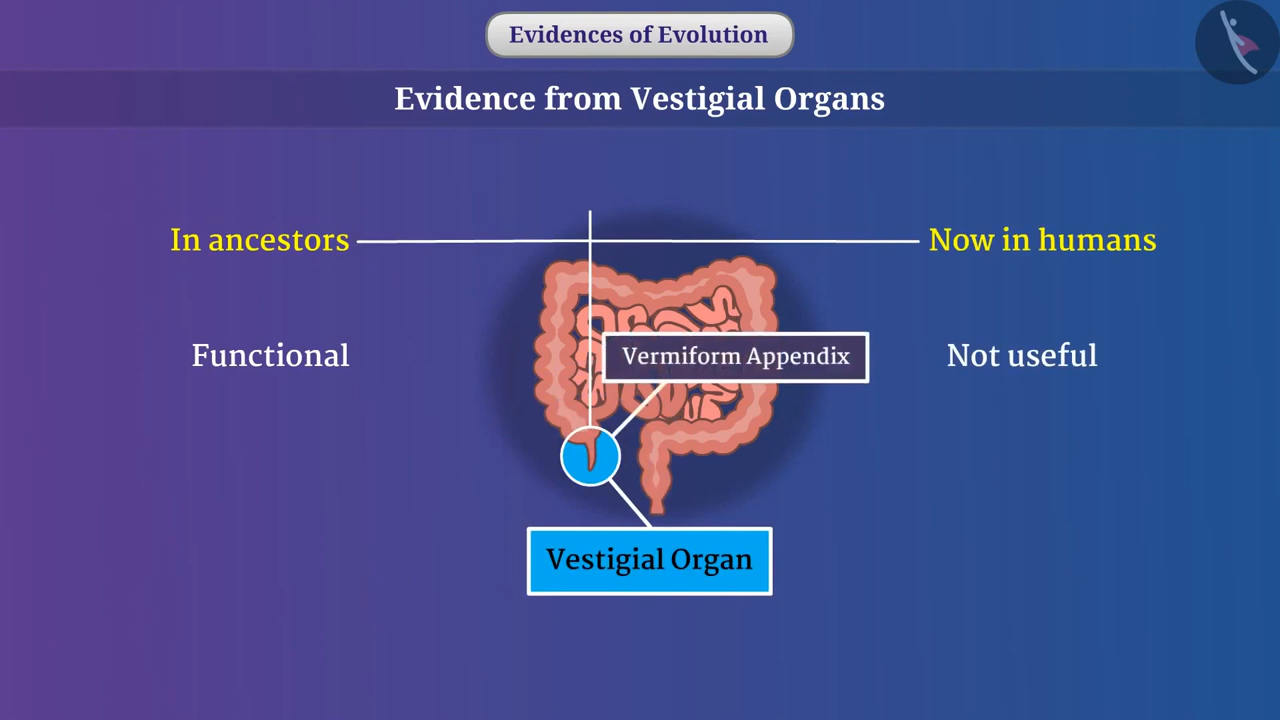 Evidences of Evolution
Evidence from Vestigial Organs
In ancestors
Now in humans
Functional
Vermiform Appendix
Not useful
Vestigial Organ